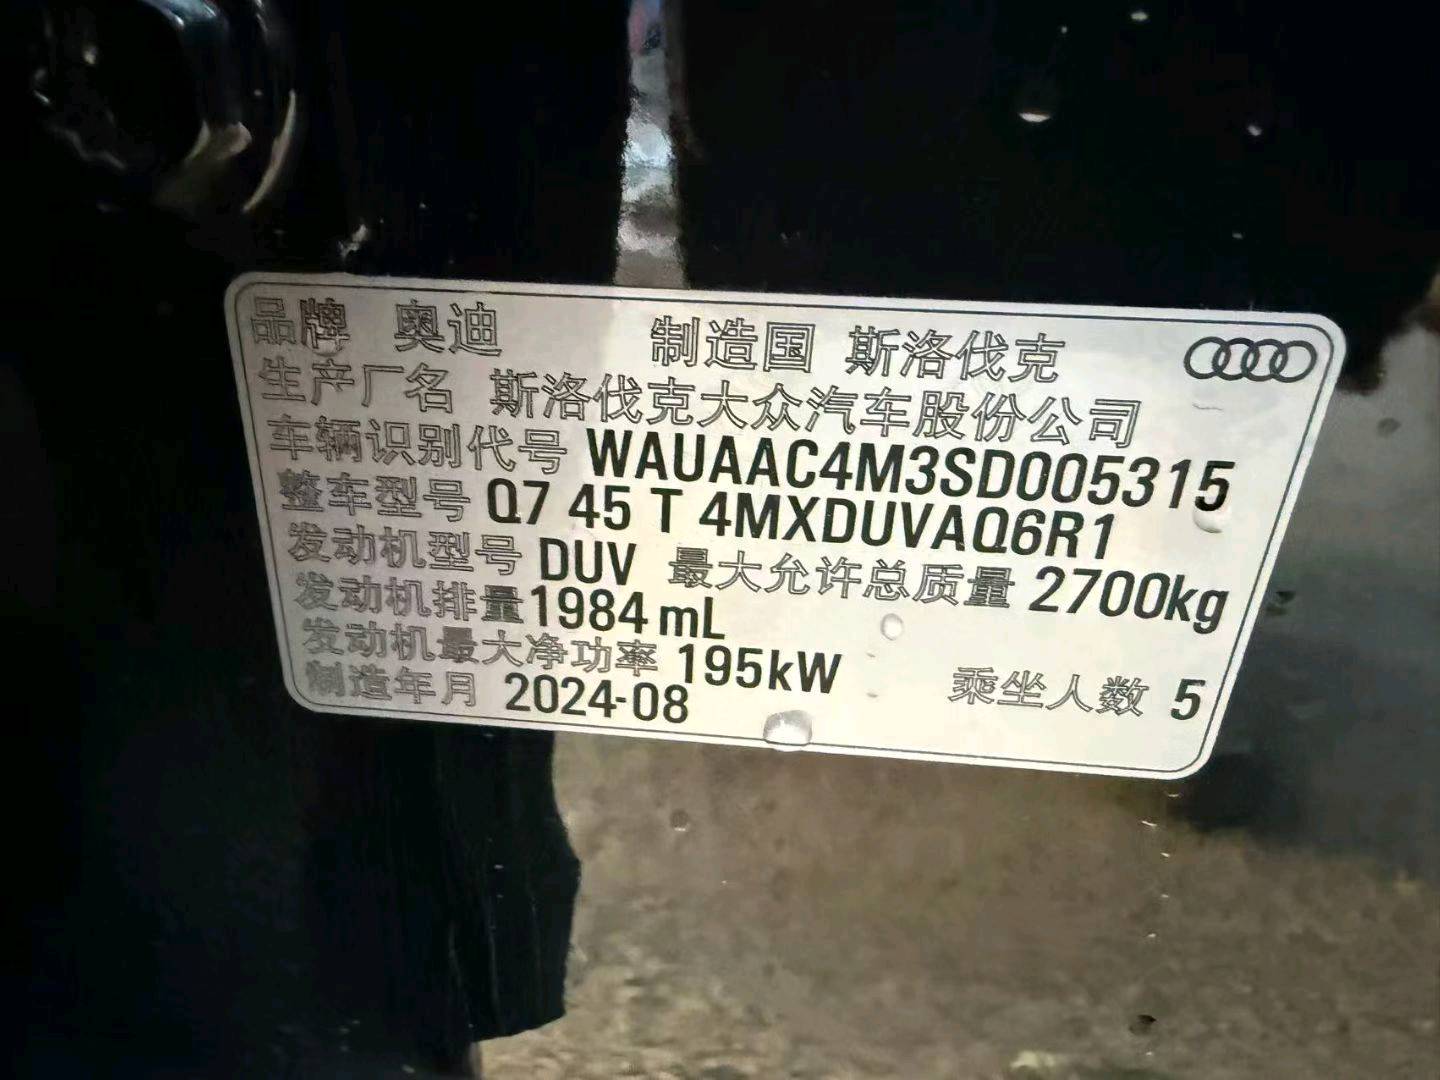 品牌 奥迪 制造国 斯洛伐克
生产厂名 斯洛伐克大众汽车股份公司
车辆识别代号 WAUAAC4M3SD005315
整车型号 Q7 45 T 4MXDUVAQ6R1
发动机型号 DUV 最大允许总质量 2700kg
发动机排量 1984 mL
发动机最大净功率 195kW 乘坐人数 5
制造年月 2024-08